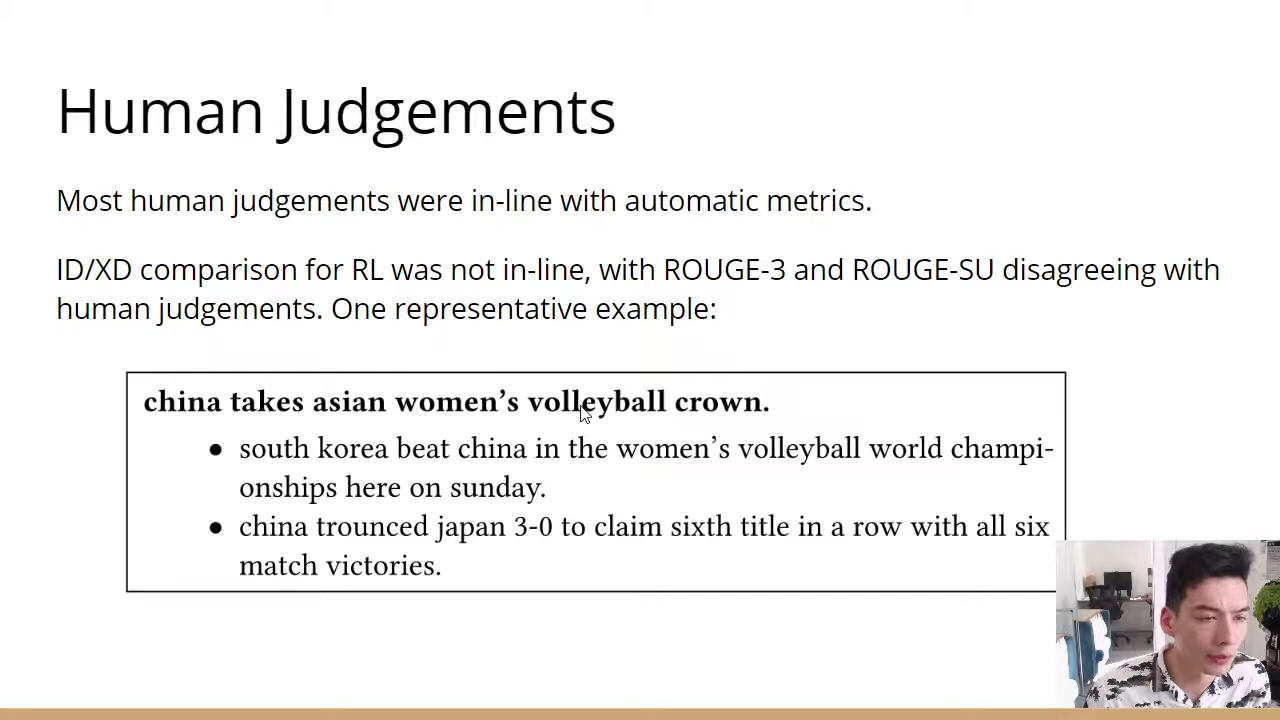 Human Judgements
Most human judgements were in-line with automatic metrics.
ID/XD comparison for RL was not in-line, with ROUGE-3 and ROUGE-SU disagreeing with
human judgements. One representative example:
china takes asian women’s volleyball crown.
• south korea beat china in the women’s volleyball world champi-
onships here on sunday.
• china trounced japan 3-0 to claim sixth title in a row with all six
match victories.